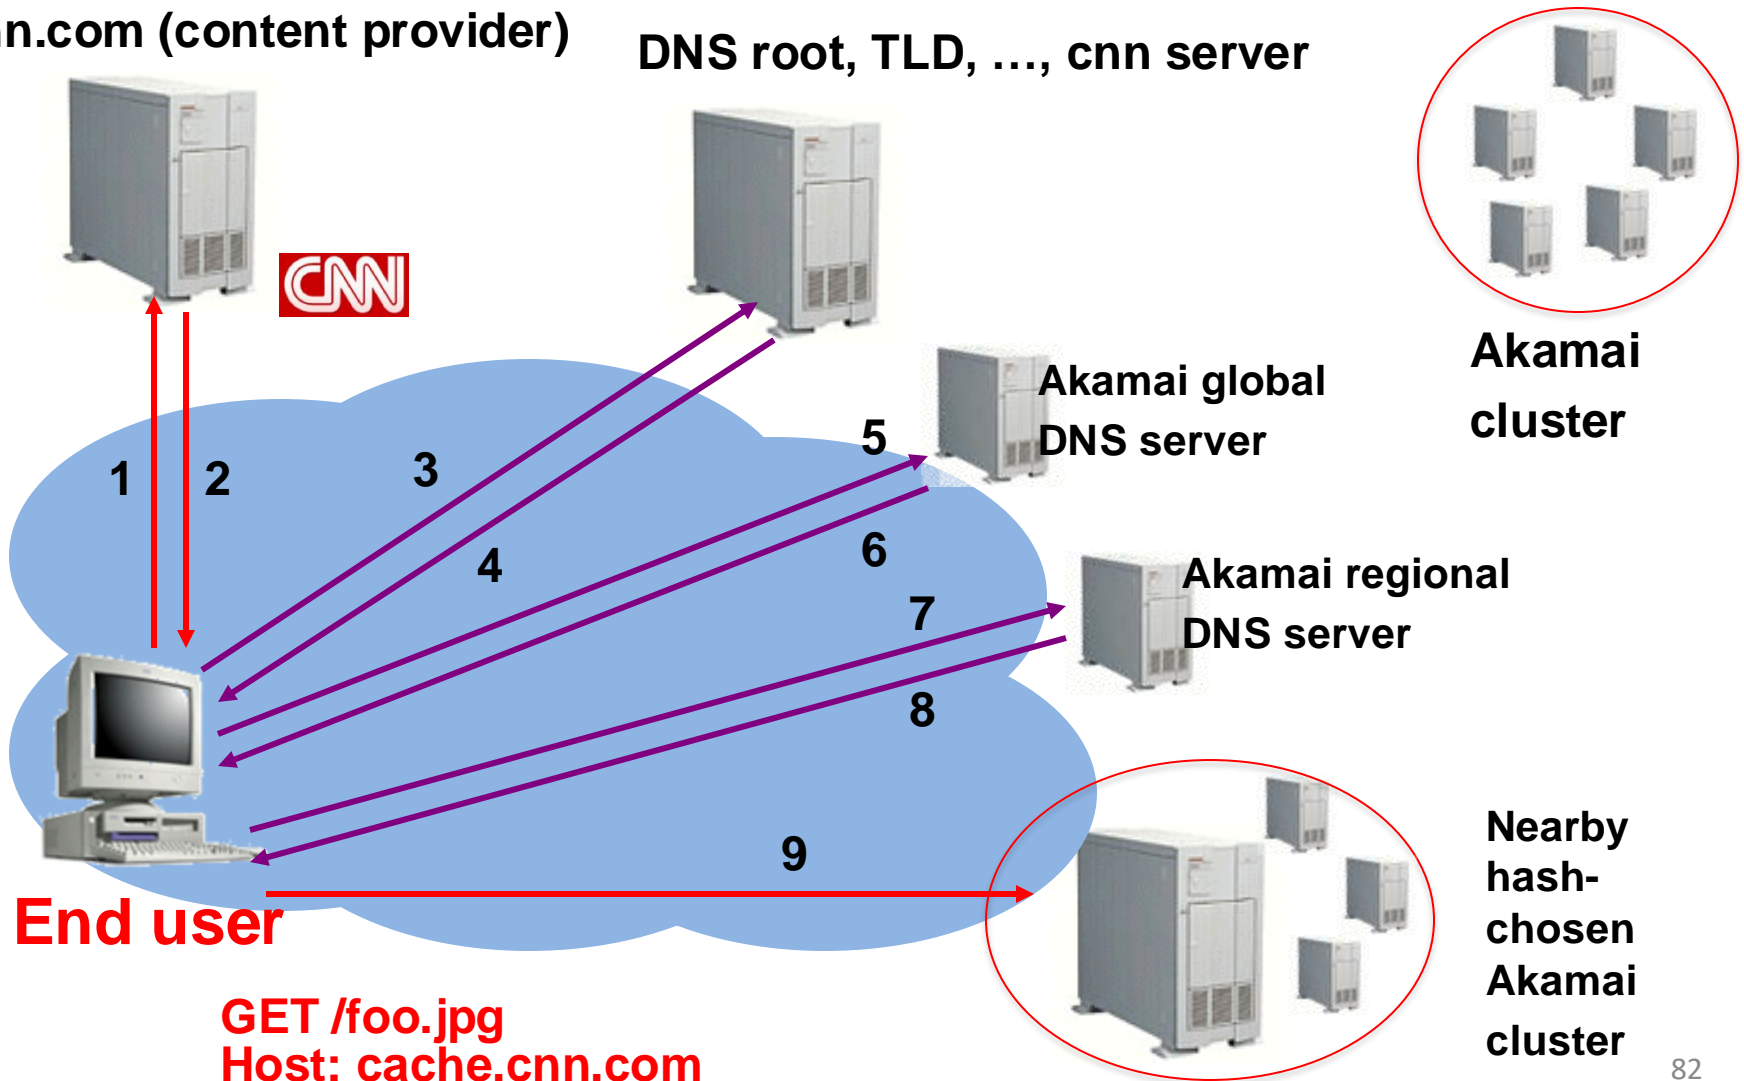 n.com (content provider)
DNS root, TLD, …, cnn server
CNN
Akamai
cluster
Akamai global
DNS server
5
1
2
3
4
6
Akamai regional
DNS server
7
8
9
Nearby
hash-
chosen
Akamai
cluster
End user
GET /foo.jpg
Host: cache.cnn.com
82